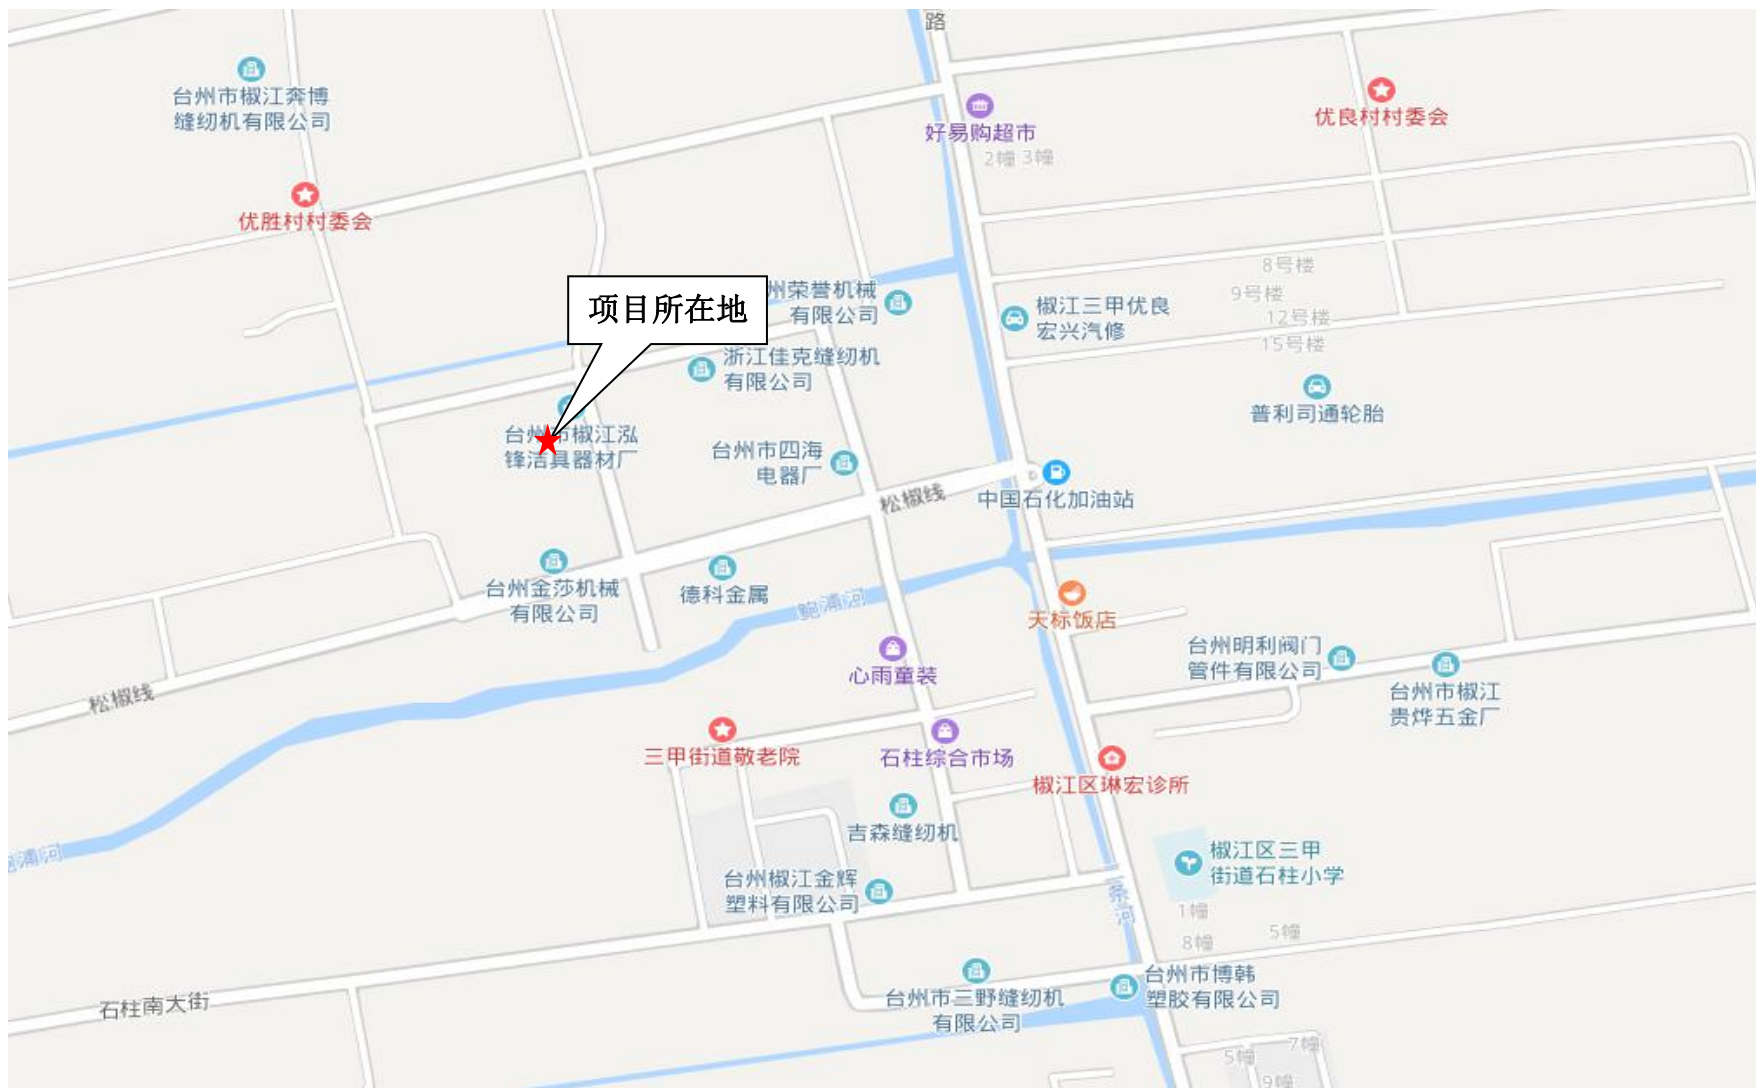 路
台州市椒江奔博
缝纫机有限公司
好易购超市
2幢 3幢
优良村村委会
优胜村村委会
项目所在地
州荣誉机械
有限公司
8号楼
9号楼
12号楼
15号楼
椒江三甲优良
宏兴汽修
浙江佳克缝纫机
有限公司
普利司通轮胎
台州市椒江泓
锋洁具器材厂
台州市四海
电器厂
松椒线
中国石化加油站
台州金莎机械
有限公司
德科金属
鲍浦河
天标饭店
台州明利阀门
管件有限公司
心雨童装
台州市椒江
贵烨五金厂
松椒线
三甲街道敬老院
石柱综合市场
椒江区琳宏诊所
吉森缝纫机
浦河
椒江区三甲
街道石柱小学
台州椒江金辉
塑料有限公司
二条河
1幢
8幢
5幢
石柱南大街
台州市三野缝纫机
有限公司
台州市博韩
塑胶有限公司
5幢
7幢
9幢